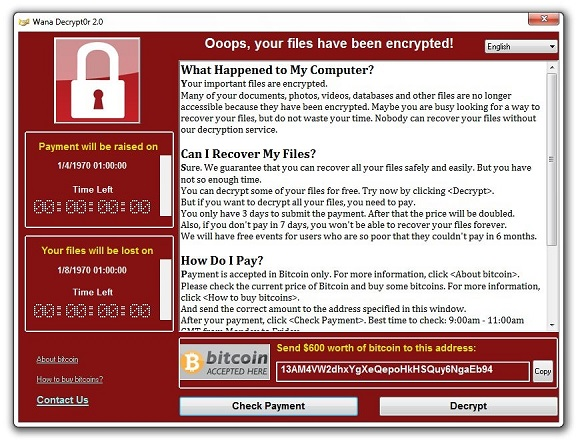 Wana Decrypt0r 2.0
Ooops, your files have been encrypted!
English
Payment will be raised on
1/4/1970 01:00:00
Time Left
00:00:00:00
Your files will be lost on
1/8/1970 01:00:00
Time Left
00:00:00:00
About bitcoin
How to buy bitcoins?
Contact Us
What Happened to My Computer?
Your important files are encrypted.
Many of your documents, photos, videos, databases and other files are no longer
accessible because they have been encrypted. Maybe you are busy looking for a way to
recover your files, but do not waste your time. Nobody can recover your files without
our decryption service.
Can I Recover My Files?
Sure. We guarantee that you can recover all your files safely and easily. But you have
not so enough time.
You can decrypt some of your files for free. Try now by clicking <Decrypt>.
But if you want to decrypt all your files, you need to pay.
You only have 3 days to submit the payment. After that the price will be doubled.
Also, if you don't pay in 7 days, you won't be able to recover your files forever.
We will have free events for users who are so poor that they couldn't pay in 6 months.
How Do I Pay?
Payment is accepted in Bitcoin only. For more information, click <About bitcoin>.
Please check the current price of Bitcoin and buy some bitcoins. For more information,
click <How to buy bitcoins>.
And send the correct amount to the address specified in this window.
After your payment, click <Check Payment>. Best time to check: 9:00am - 11:00am
GMT from Monday to Friday
bitcoin
ACCEPTED HERE
Send $600 worth of bitcoin to this address:
13AM4VW2dhxYgXeQepoHkHSQuy6NgaEb94
Copy
Check Payment
Decrypt